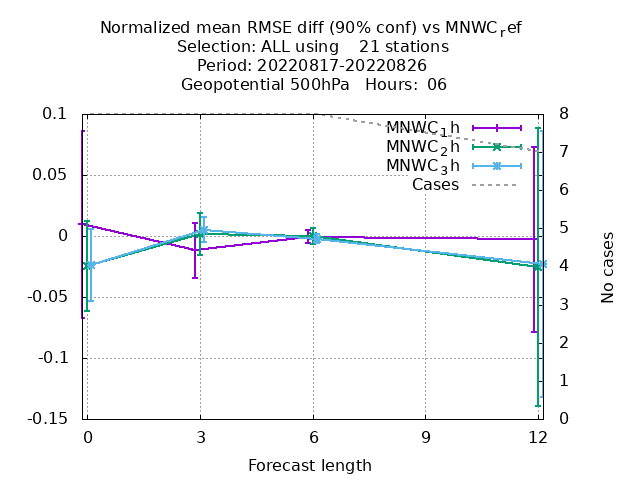 Normalized mean RMSE diff (90% conf) vs MNWC_ref
Selection: ALL using    21 stations
Period: 20220817-20220826
Geopotential 500hPa   Hours:  06
MNWC_1h
MNWC_2h
MNWC_3h
Cases
0.1
0.05
0
-0.05
-0.1
-0.15
8
7
6
5
4
3
2
1
0
No cases
0 3 6 9 12
Forecast length